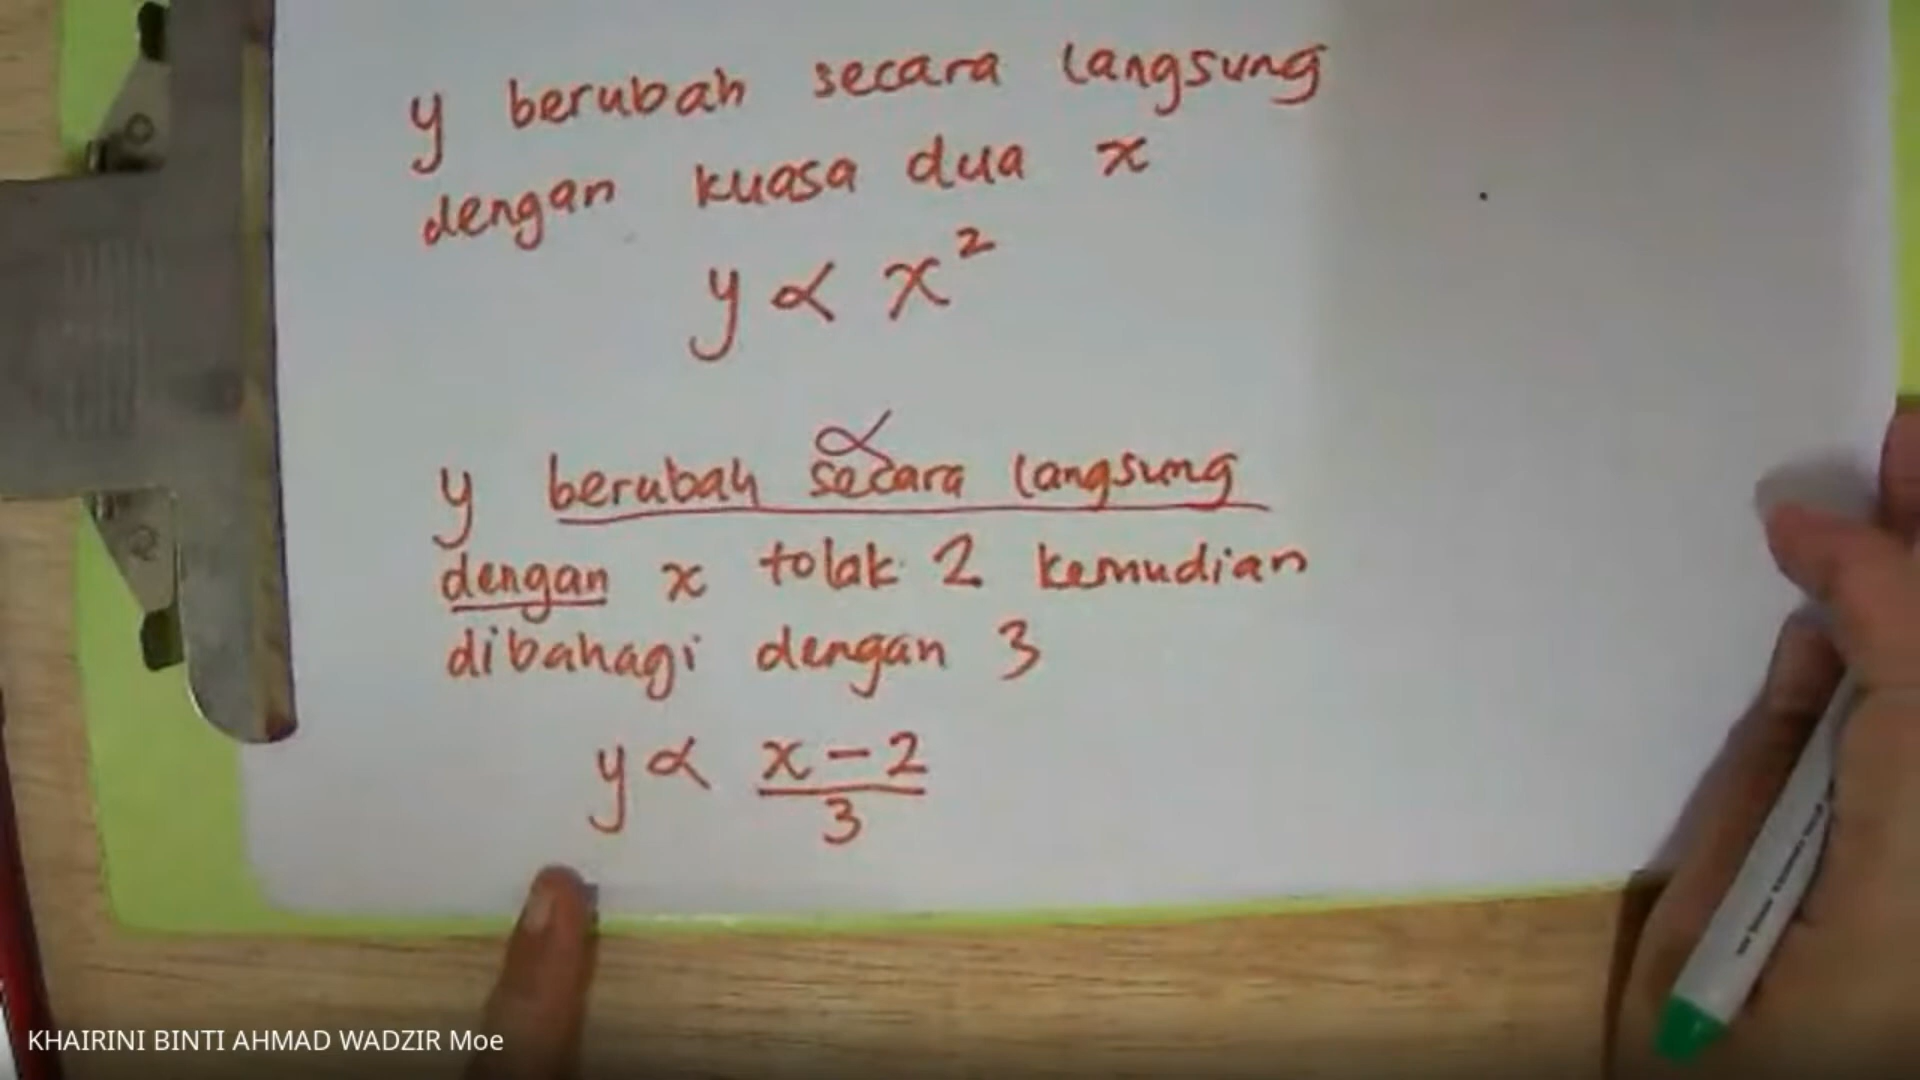 y berubah secara langsung
dengan kuasa dua x
y ∝ x²
∝
y berubah secara langsung
dengan x tolak 2 kemudian
dibahagi dengan 3
y ∝ x - 2
3
KHAIRINI BINTI AHMAD WADZIR Moe